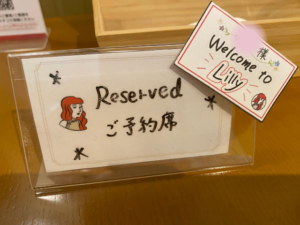 Reserved
ご予約席
様
Welcome to
Lilly